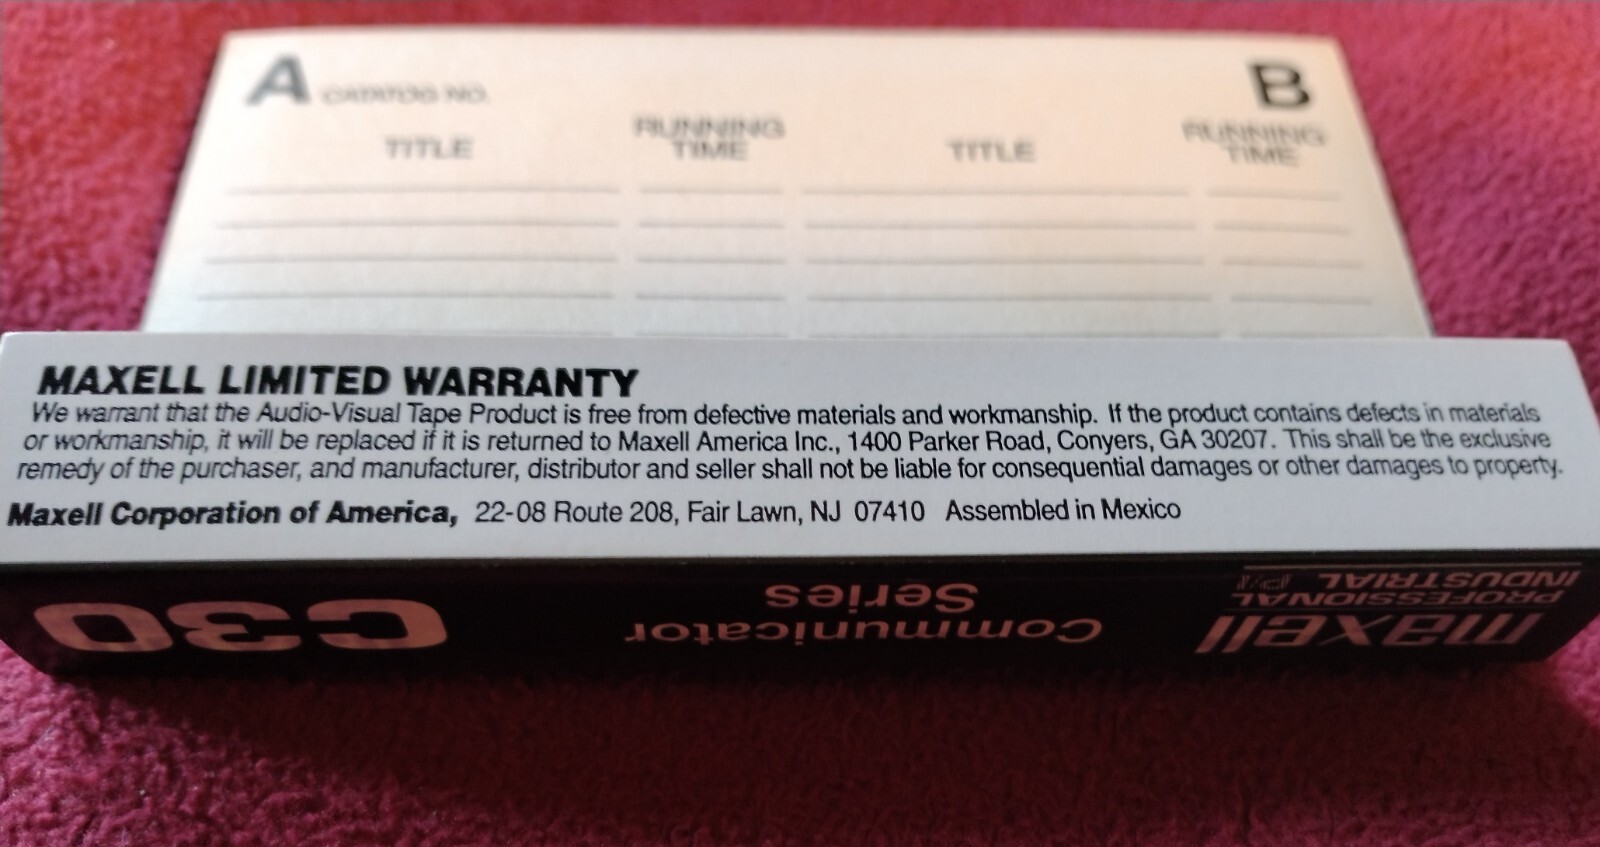 A CATALOG NO. B
TITLE RUNNING TIME TITLE RUNNING TIME
MAXELL LIMITED WARRANTY
We warrant that the Audio-Visual Tape Product is free from defective materials and workmanship. If the product contains defects in materials
or workmanship, it will be replaced if it is returned to Maxell America Inc., 1400 Parker Road, Conyers, GA 30207. This shall be the exclusive
remedy of the purchaser, and manufacturer, distributor and seller shall not be liable for consequential damages or other damages to property.
Maxell Corporation of America, 22-08 Route 208, Fair Lawn, NJ 07410 Assembled in Mexico
maxell
PROFESSIONAL
INDUSTRIAL
Communicator
Series
C-30